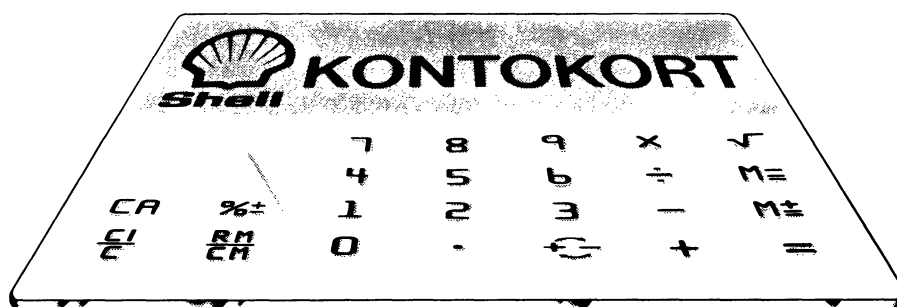 Shell KONTOKORT
7 8 9 × √
4 5 6 ÷ M=
CA %± 1 2 3 − M±
CI/C RM/CM 0 · +− + =